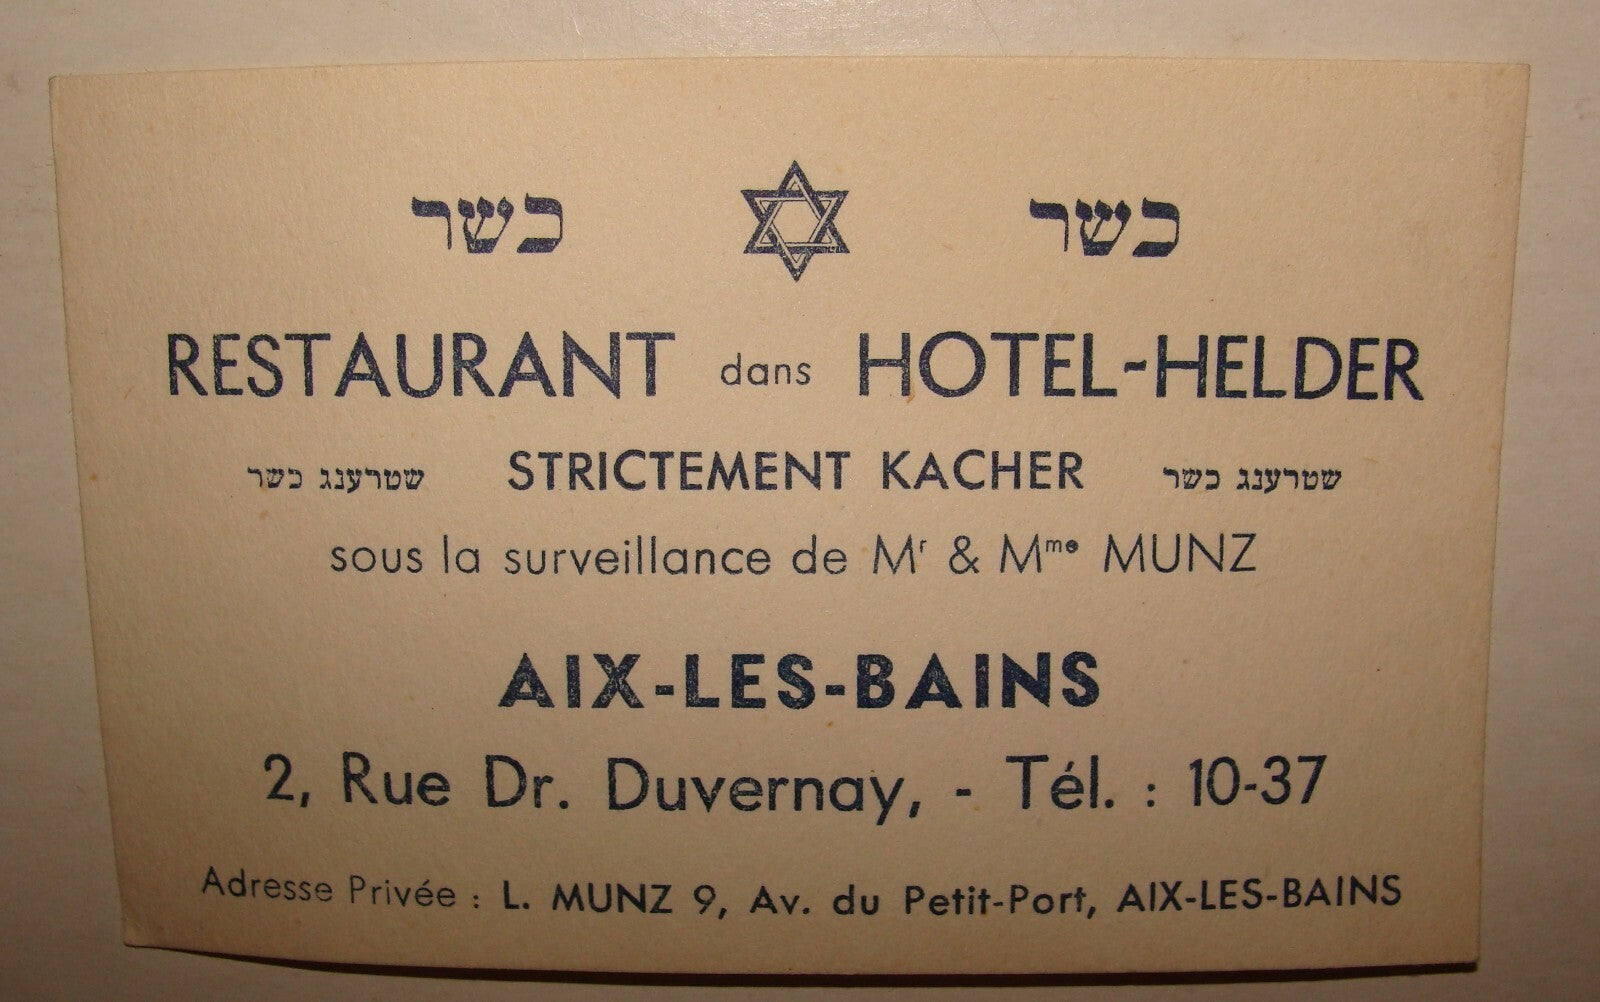 כשר כשר
RESTAURANT dans HOTEL-HELDER
שטרענג כשר STRICTEMENT KACHER שטרענג כשר
sous la surveillance de Mr & Mme MUNZ
AIX-LES-BAINS
2, Rue Dr. Duvernay, - Tél. : 10-37
Adresse Privée : L. MUNZ 9, Av. du Petit-Port, AIX-LES-BAINS